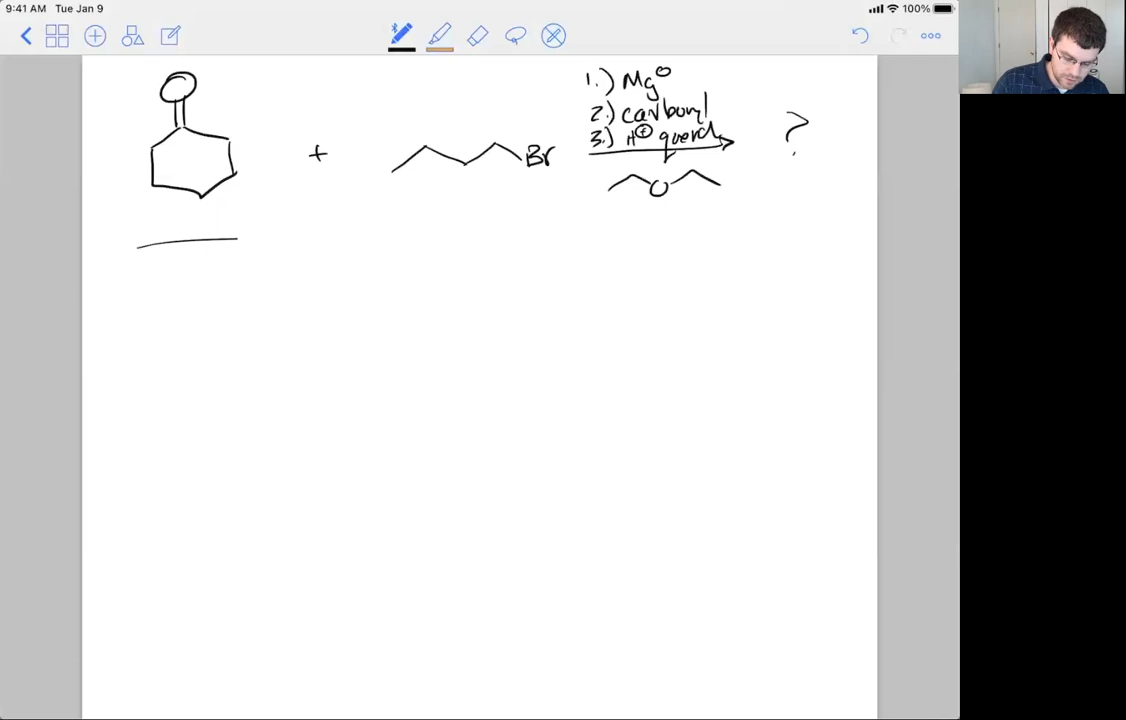 9:41 AM Tue Jan 9
100%
1.) Mg⁰
2.) carbonyl
3.) H⊕ quench
O
+
Br
?
O